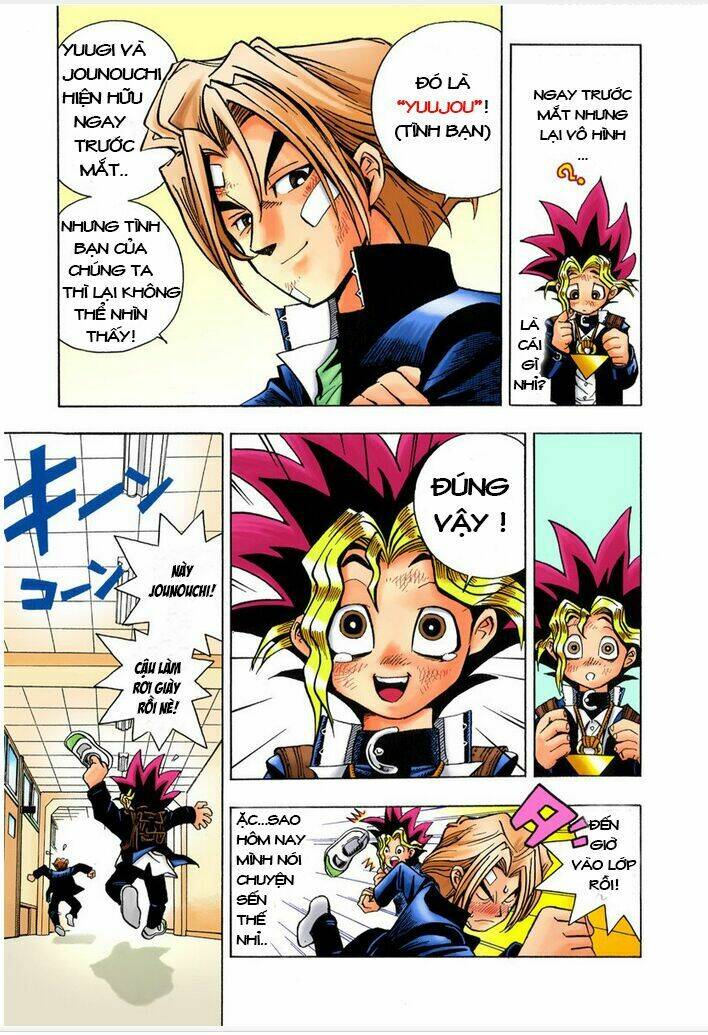 NGAY TRƯỚC
MẮT NHƯNG
LẠI VÔ HÌNH
...
?
LÀ
CÁI
GÌ
NHỈ?
ĐÓ LÀ
"YUUJOU"!
(TÌNH BẠN)
YUUGI VÀ
JOUNOUCHI
HIỆN HỮU
NGAY
TRƯỚC
MẮT..
NHƯNG TÌNH
BẠN CỦA
CHÚNG TA
THÌ LẠI KHÔNG
THỂ NHÌN
THẤY!
ĐÚNG
VẬY !
ĐẾN
GIỜ
VÀO LỚP
RỒI!
ダッ
ẶC...SAO
HÔM NAY
MÌNH NÓI
CHUYỆN
SẾN
THẾ
NHỈ..
キーン
コーン
NÀY
JOUNOUCHI!
CẬU LÀM
RƠI GIÀY
RỒI NÈ!